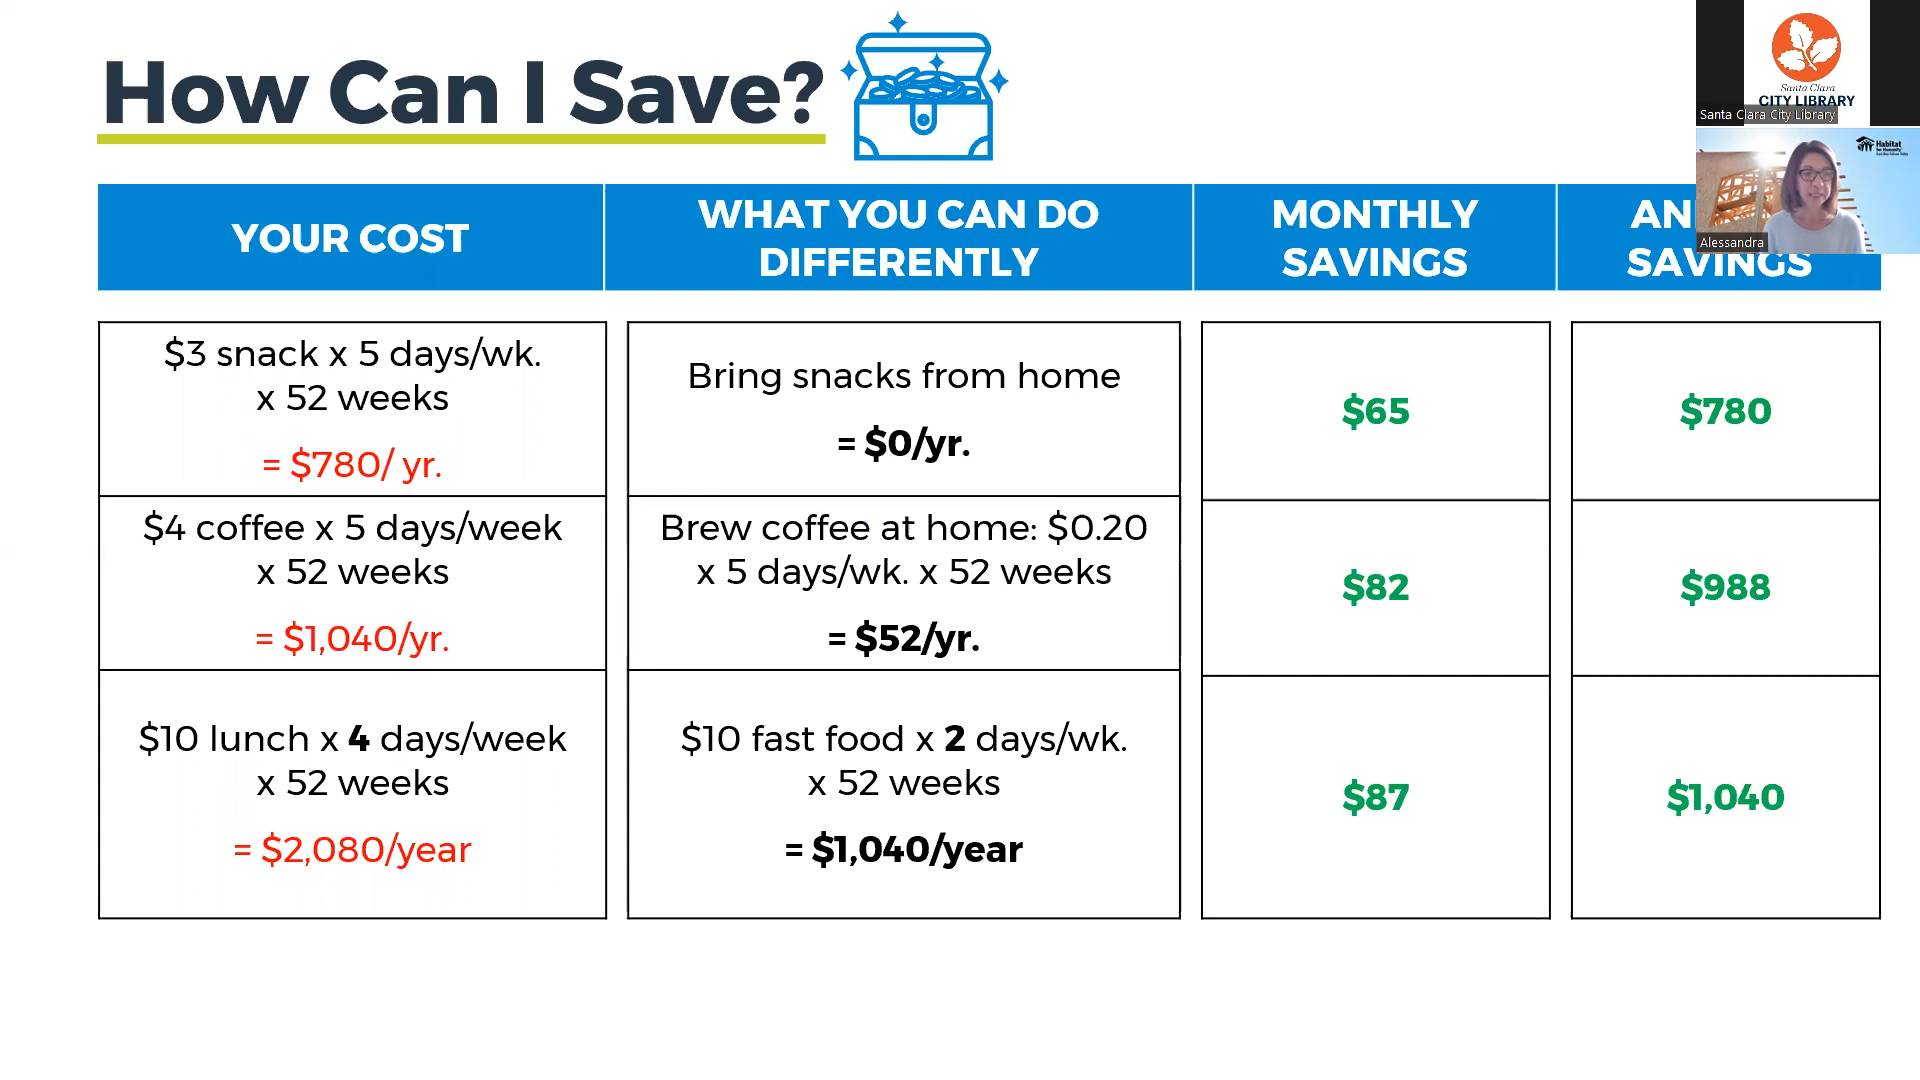 How Can I Save?
Santa Clara
CITY LIBRARY
Santa Clara City Library
Habitat
for Humanity
Alessandra
YOUR COST
WHAT YOU CAN DO
DIFFERENTLY
MONTHLY
SAVINGS
AN
SAVINGS
$3 snack x 5 days/wk.
x 52 weeks
= $780/ yr.
Bring snacks from home
= $0/yr.
$65
$780
$4 coffee x 5 days/week
x 52 weeks
= $1,040/yr.
Brew coffee at home: $0.20
x 5 days/wk. x 52 weeks
= $52/yr.
$82
$988
$10 lunch x 4 days/week
x 52 weeks
= $2,080/year
$10 fast food x 2 days/wk.
x 52 weeks
= $1,040/year
$87
$1,040